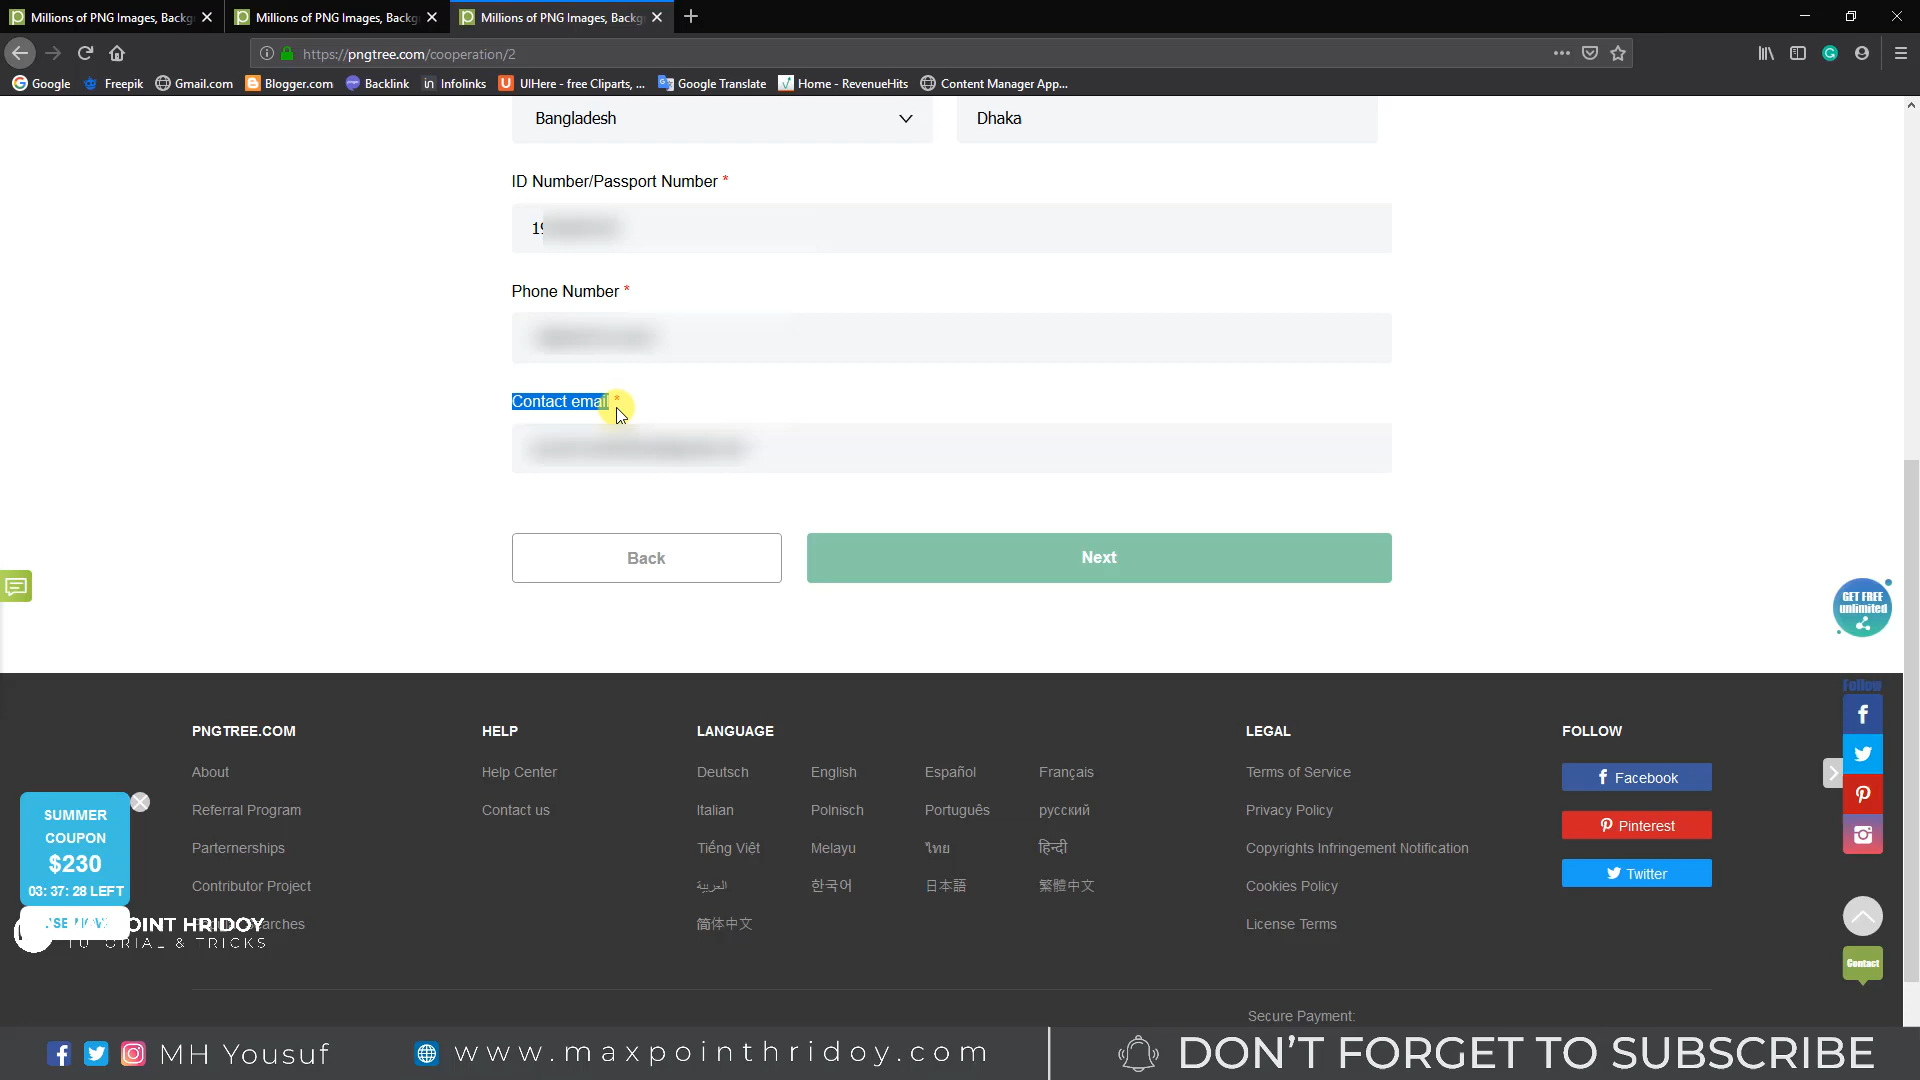 Millions of PNG Images, Backg
Millions of PNG Images, Backg
Millions of PNG Images, Backg
https://pngtree.com/cooperation/2
Google
Freepik
Gmail.com
Blogger.com
Backlink
Infolinks
UIHere - free Cliparts, ...
Google Translate
Home - RevenueHits
Content Manager App...
Bangladesh
Dhaka
ID Number/Passport Number *
19
Phone Number *
Contact email *
Back
Next
GET FREE
unlimited
Follow
PNGTREE.COM
About
Referral Program
Parternerships
Contributor Project
HELP
Help Center
Contact us
LANGUAGE
Deutsch English Español Français
Italian Polnisch Português русский
Tiếng Việt Melayu ไทย हिन्दी
العربية 한국어 日本語 繁體中文
简体中文
LEGAL
Terms of Service
Privacy Policy
Copyrights Infringement Notification
Cookies Policy
License Terms
FOLLOW
Facebook
Pinterest
Twitter
SUMMER
COUPON
$230
03: 37: 28 LEFT
OINT HRIDOY
TUTORIAL & TRICKS
Contact
Secure Payment:
MH Yousuf
www.maxpointhridoy.com
DON'T FORGET TO SUBSCRIBE